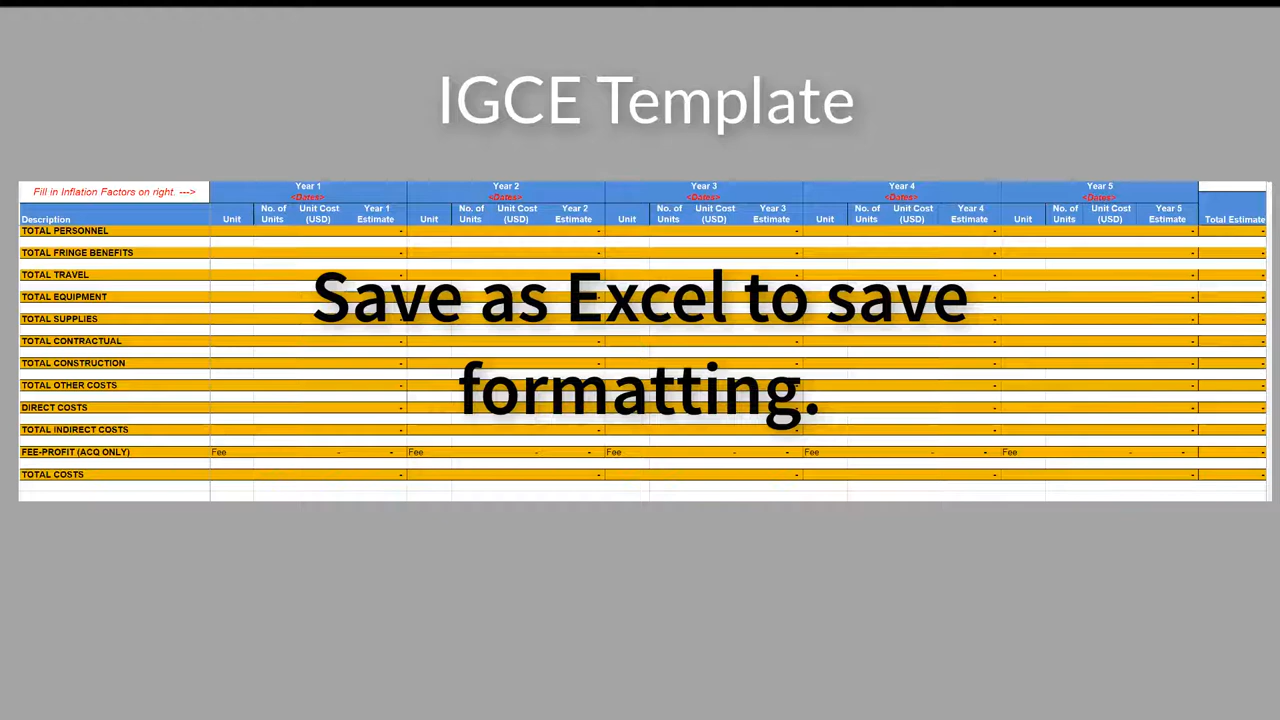 IGCE Template
Fill in Inflation Factors on right. --->
Year 1 Year 2 Year 3 Year 4 Year 5
<Dates> <Dates> <Dates> <Dates> <Dates>
Description Unit No. of Units Unit Cost (USD) Year 1 Estimate Unit No. of Units Unit Cost (USD) Year 2 Estimate Unit No. of Units Unit Cost (USD) Year 3 Estimate Unit No. of Units Unit Cost (USD) Year 4 Estimate Unit No. of Units Unit Cost (USD) Year 5 Estimate Total Estimate
TOTAL PERSONNEL - - - - - -
TOTAL FRINGE BENEFITS - - - - - -
TOTAL TRAVEL - - - - - -
Save as Excel to save
TOTAL EQUIPMENT - - - - - -
TOTAL SUPPLIES - - - - - -
TOTAL CONTRACTUAL - - - - - -
TOTAL CONSTRUCTION - - - - - -
formatting.
TOTAL OTHER COSTS - - - - - -
DIRECT COSTS - - - - - -
TOTAL INDIRECT COSTS - - - - - -
FEE-PROFIT (ACQ ONLY) Fee - - Fee - - Fee - - Fee - - Fee - - -
TOTAL COSTS - - - - - -